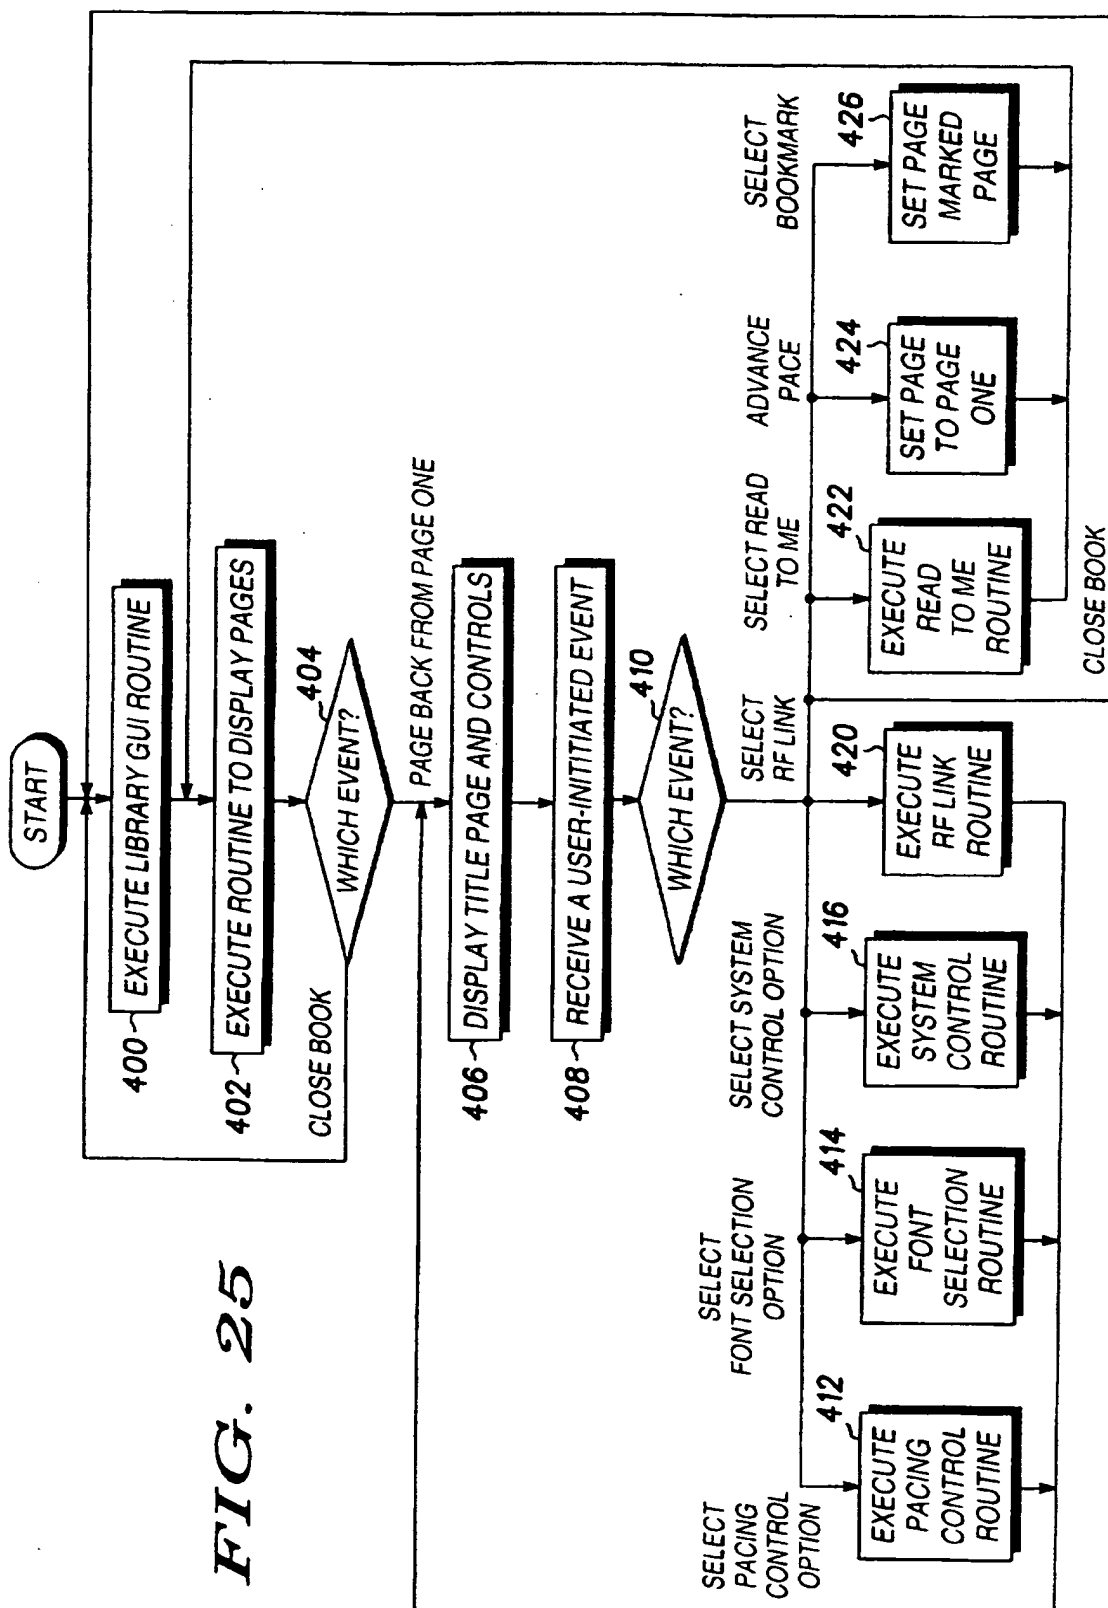 FIG. 25
START
EXECUTE LIBRARY GUI ROUTINE
400
EXECUTE ROUTINE TO DISPLAY PAGES
402
WHICH EVENT?
404
CLOSE BOOK
PAGE BACK FROM PAGE ONE
DISPLAY TITLE PAGE AND CONTROLS
406
RECEIVE A USER-INITITIATED EVENT
408
WHICH EVENT?
410
SELECT
PACING
CONTROL
OPTION
412
EXECUTE
PACING
CONTROL
ROUTINE
SELECT
FONT SELECTION
OPTION
414
EXECUTE
FONT
SELECTION
ROUTINE
SELECT SYSTEM
CONTROL OPTION
416
EXECUTE
SYSTEM
CONTROL
ROUTINE
SELECT
RF LINK
420
EXECUTE
RF LINK
ROUTINE
SELECT READ
TO ME
422
EXECUTE
READ
TO ME
ROUTINE
ADVANCE
PACE
424
SET PAGE
TO PAGE
ONE
SELECT
BOOKMARK
426
SET PAGE
MARKED
PAGE
CLOSE BOOK